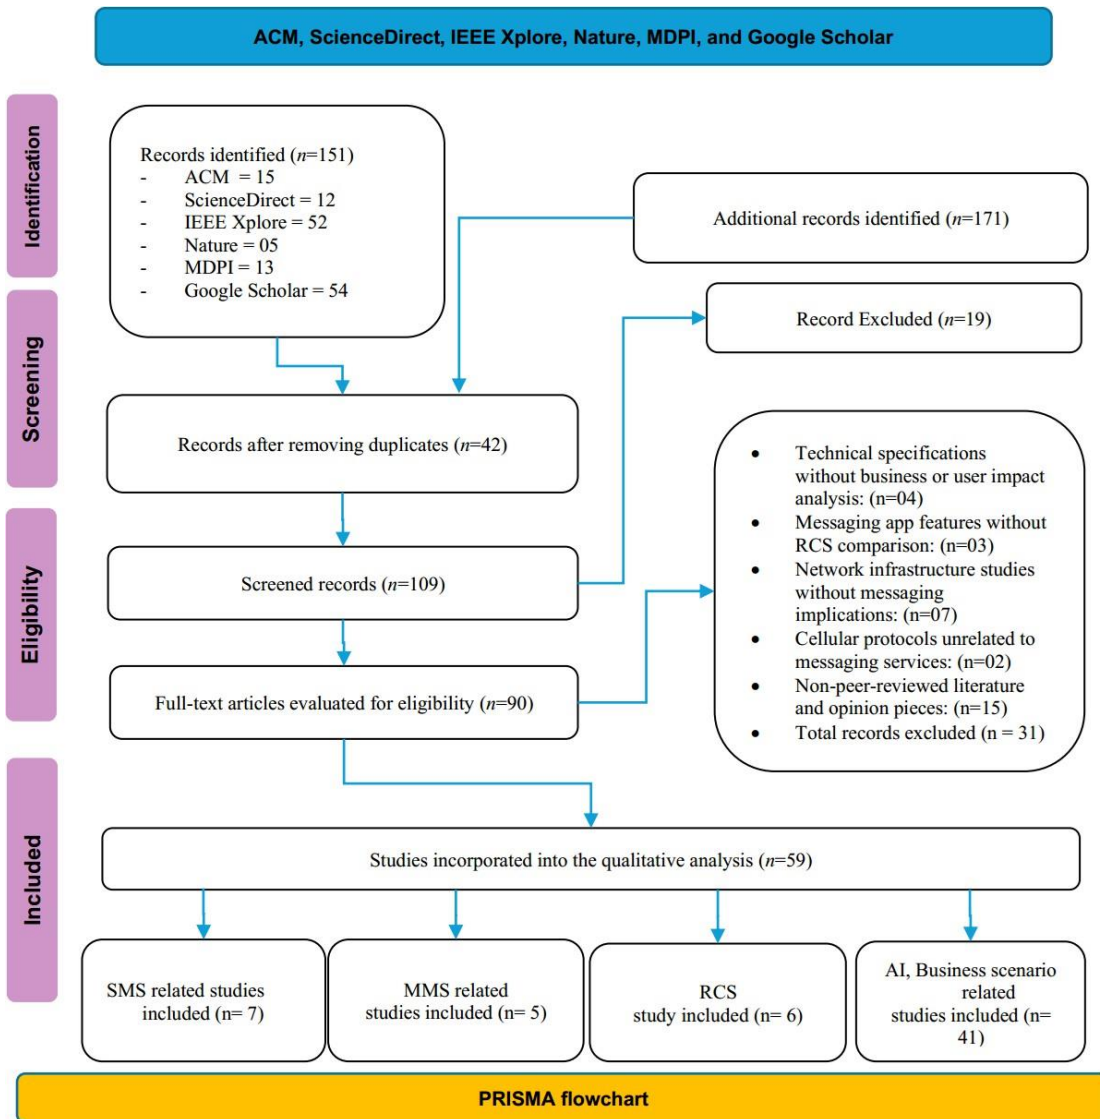 ACM, ScienceDirect, IEEE Xplore, Nature, MDPI, and Google Scholar
Identification
Records identified (n=151)
- ACM = 15
- ScienceDirect = 12
- IEEE Xplore = 52
- Nature = 05
- MDPI = 13
- Google Scholar = 54
Additional records identified (n=171)
Screening
Record Excluded (n=19)
Records after removing duplicates (n=42)
Eligibility
Screened records (n=109)
Full-text articles evaluated for eligibility (n=90)
• Technical specifications
without business or user impact
analysis: (n=04)
• Messaging app features without
RCS comparison: (n=03)
• Network infrastructure studies
without messaging
implications: (n=07)
• Cellular protocols unrelated to
messaging services: (n=02)
• Non-peer-reviewed literature
and opinion pieces: (n=15)
• Total records excluded (n = 31)
Included
Studies incorporated into the qualitative analysis (n=59)
SMS related studies
included (n= 7)
MMS related
studies included (n= 5)
RCS
study included (n= 6)
AI, Business scenario
related
studies included (n=
41)
PRISMA flowchart